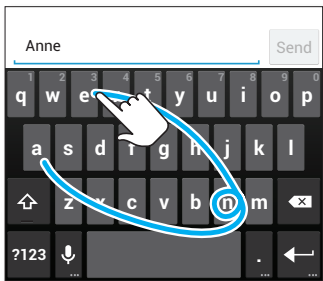 Anne Send
1 2 3 4 5 6 7 8 9 0
q w e t y u i o p
a s d f g h j k l
z x c v b n m
?123 . ...